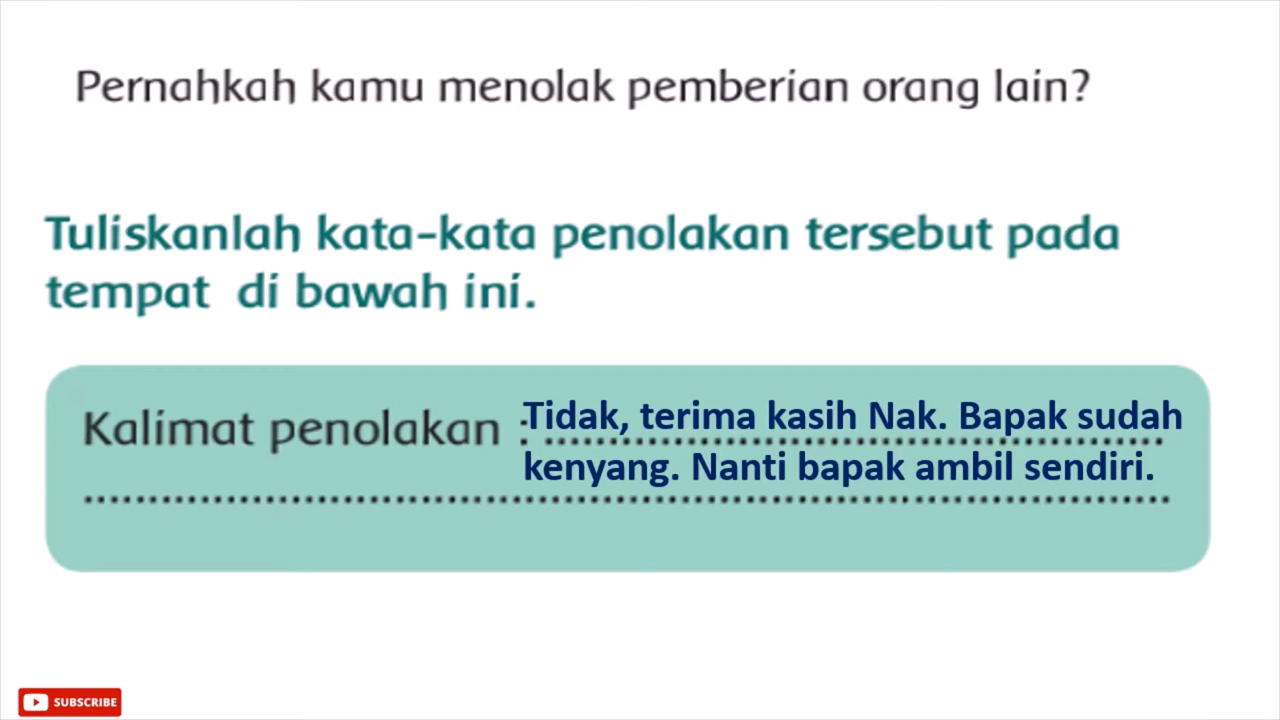 Pernahkah kamu menolak pemberian orang lain?
Tuliskanlah kata-kata penolakan tersebut pada
tempat di bawah ini.
Kalimat penolakan : Tidak, terima kasih Nak. Bapak sudah
kenyang. Nanti bapak ambil sendiri.
SUBSCRIBE